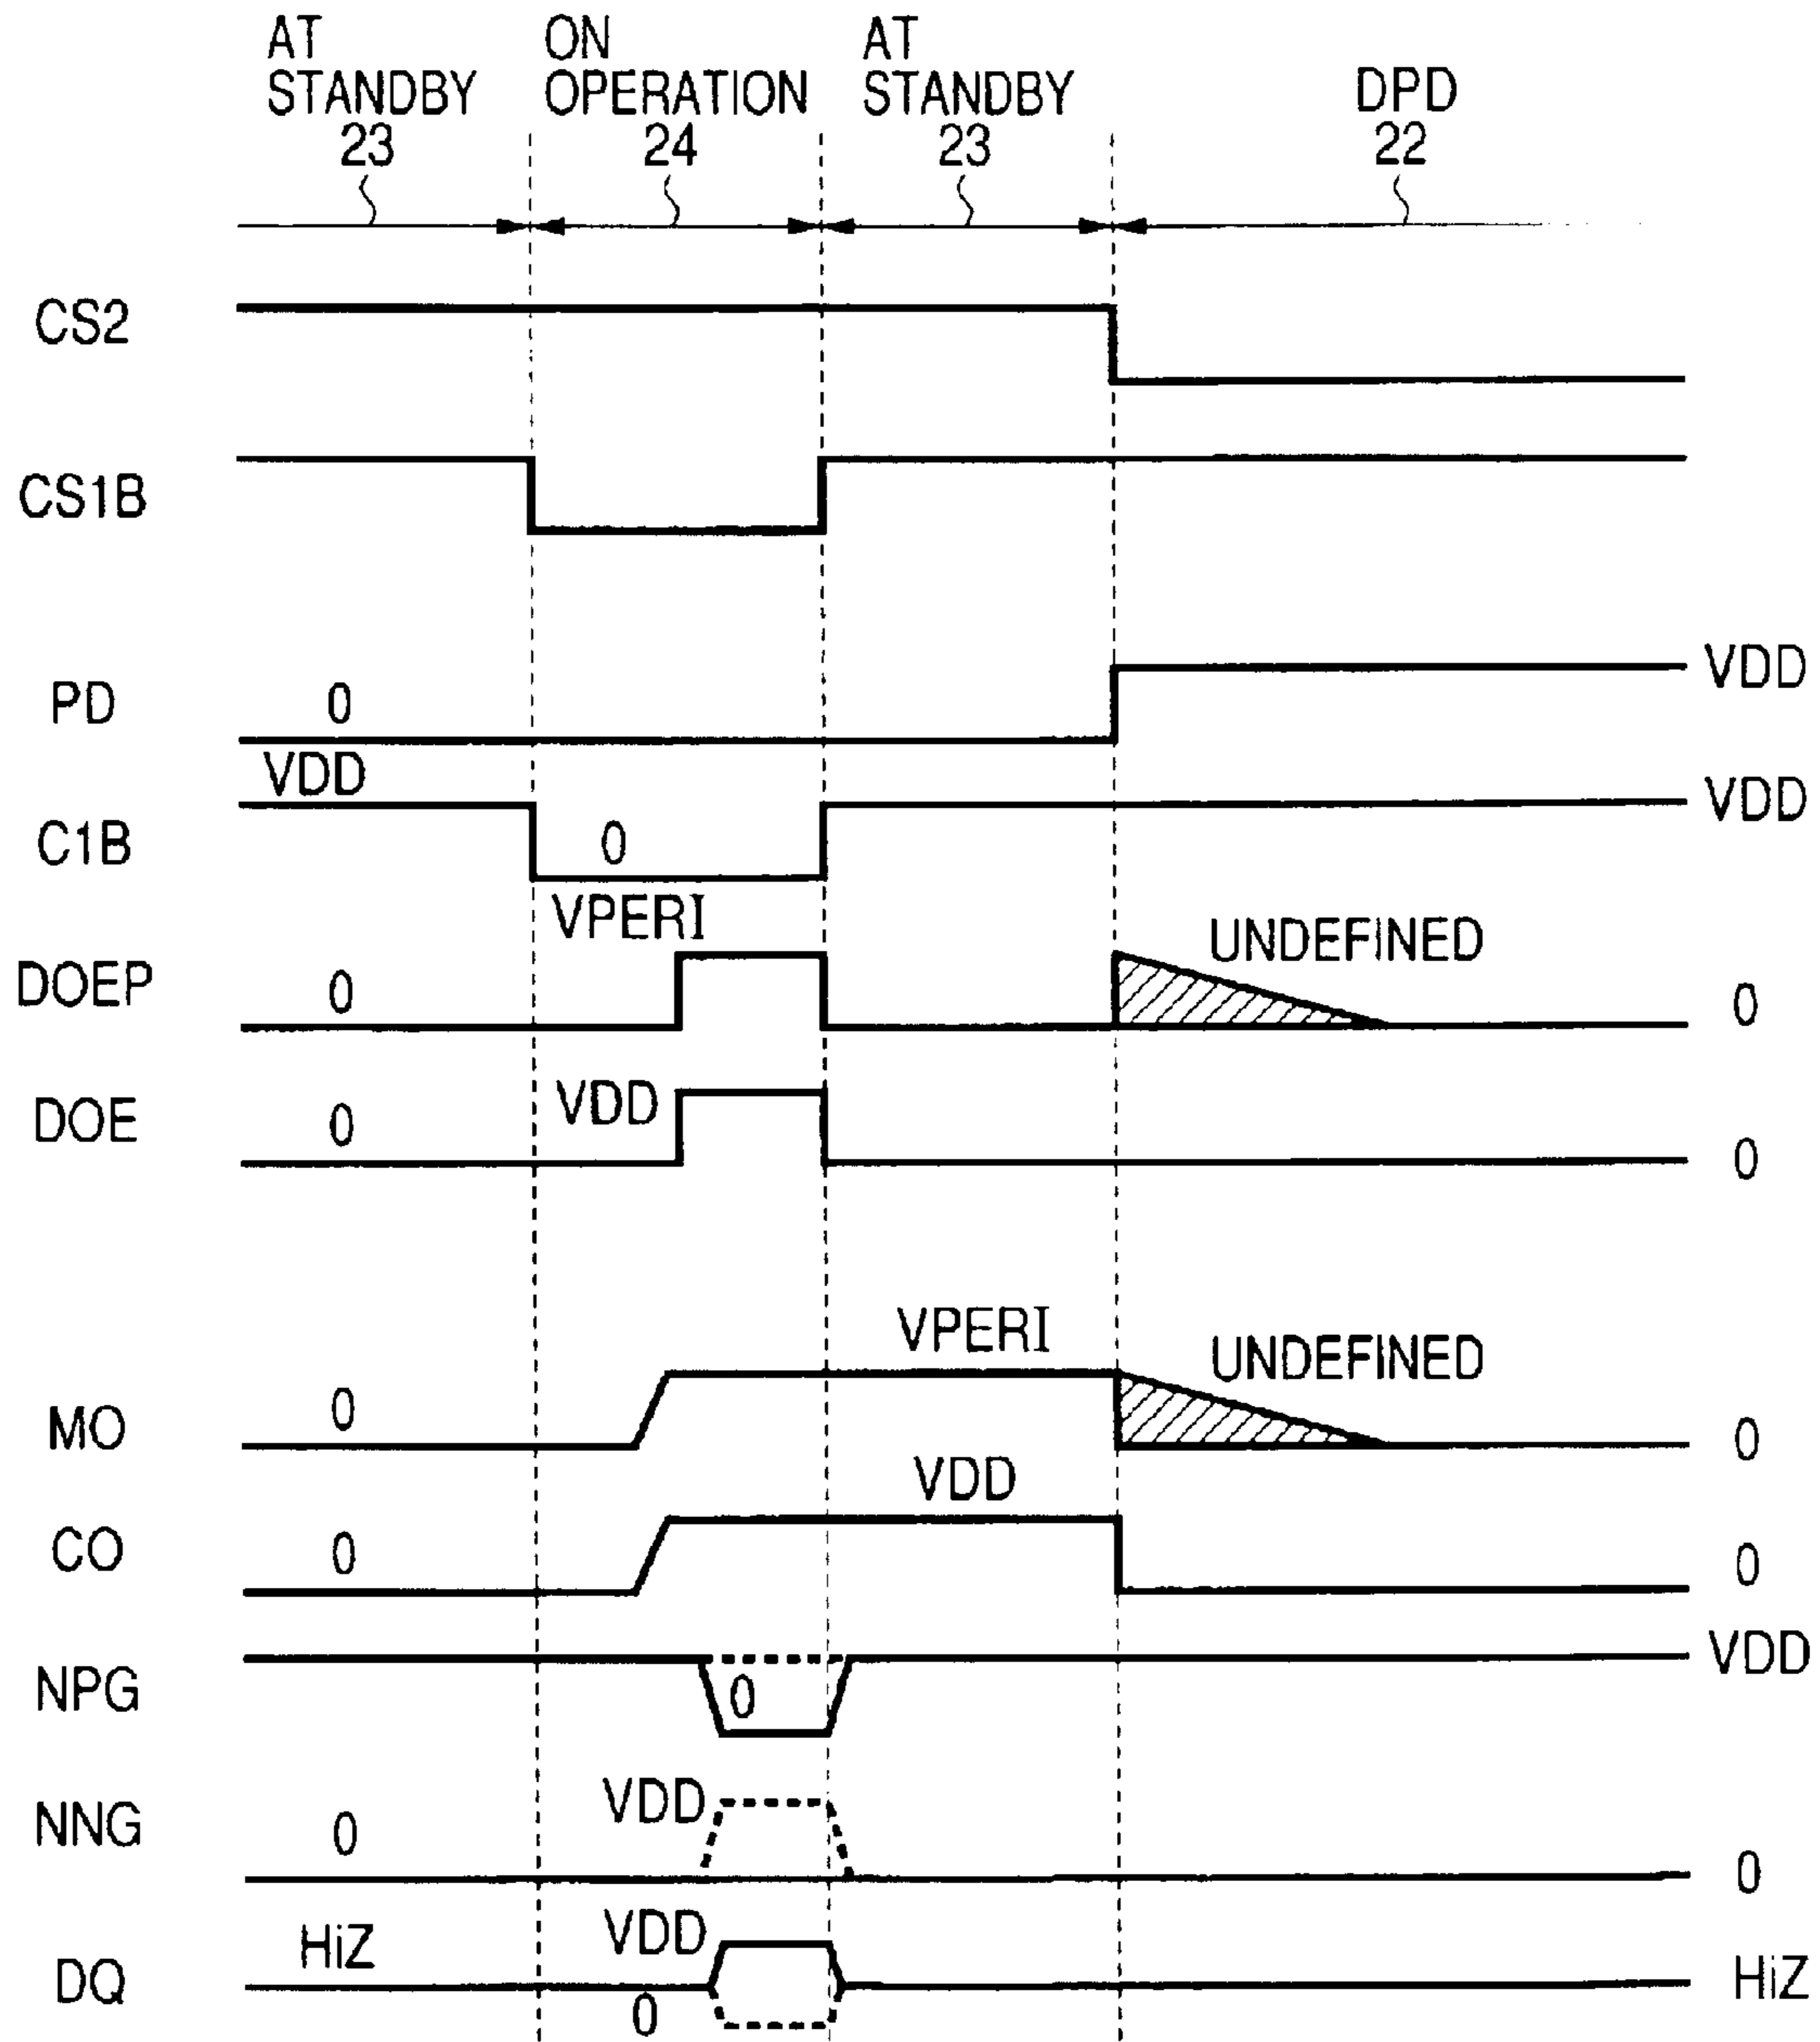 AT STANDBY 23
ON OPERATION 24
AT STANDBY 23
DPD 22
CS2
CS1B
PD 0 VDD
VDD VDD
C1B 0
VPERI UNDEFINED
DOEP 0 0
DOE 0 VDD 0
VPERI UNDEFINED
MO 0 0
VDD
CO 0 0
NPG 0 VDD
NNG 0 VDD 0
DQ HiZ VDD 0 HiZ